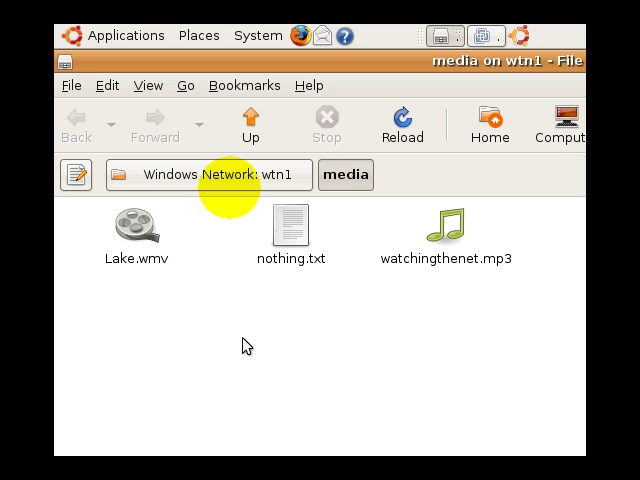 Applications Places System
media on wtn1 - File
File Edit View Go Bookmarks Help
Back Forward Up Stop Reload Home Comput
Windows Network: wtn1 media
Lake.wmv nothing.txt watchingthenet.mp3